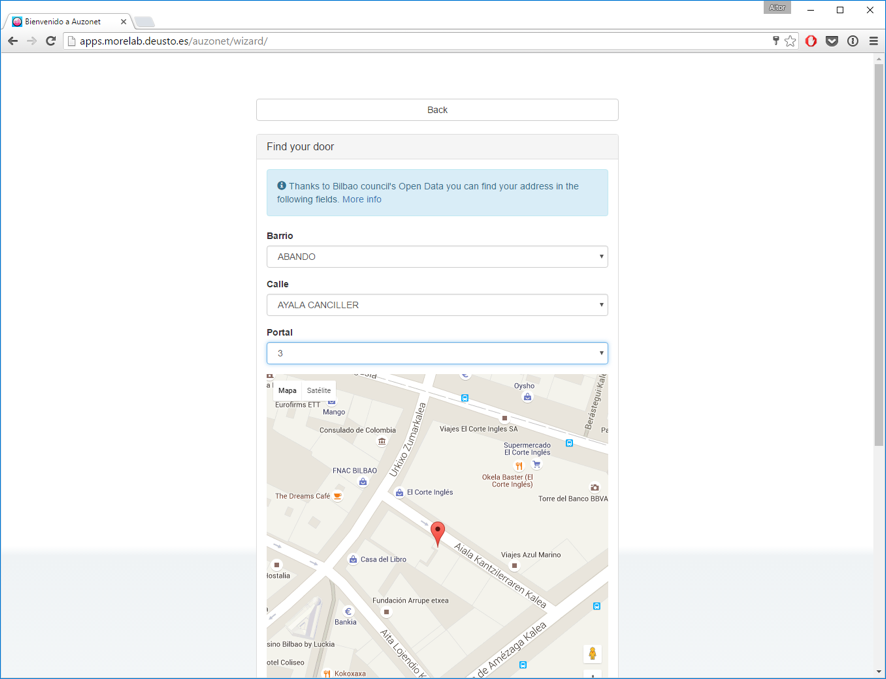 Aitor
Bienvenido a Auzonet
apps.morelab.deusto.es/auzonet/wizard/
Back
Find your door
Thanks to Bilbao council's Open Data you can find your address in the
following fields. More info
Barrio
ABANDO
Calle
AYALA CANCILLER
Portal
3
Mapa
Satélite
Eurofirms ETT
Mango
Oysho
Berástegui Kalea
Consulado de Colombia
Viajes El Corte Ingles SA
Urkixo Zumarkalea
Supermercado
El Corte Inglés
FNAC BILBAO
Okela Baster (El
Corte Inglés)
The Dreams Café
El Corte Inglés
Torre del Banco BBVA
Casa del Libro
Aiala Kantzilerraren Kalea
Viajes Azul Marino
Hostalia
Fundación Arrupe etxea
Bankia
Aita Lojendio K
de Amézaga Kalea
sino Bilbao by Luckia
otel Coliseo
Kokoxaxa